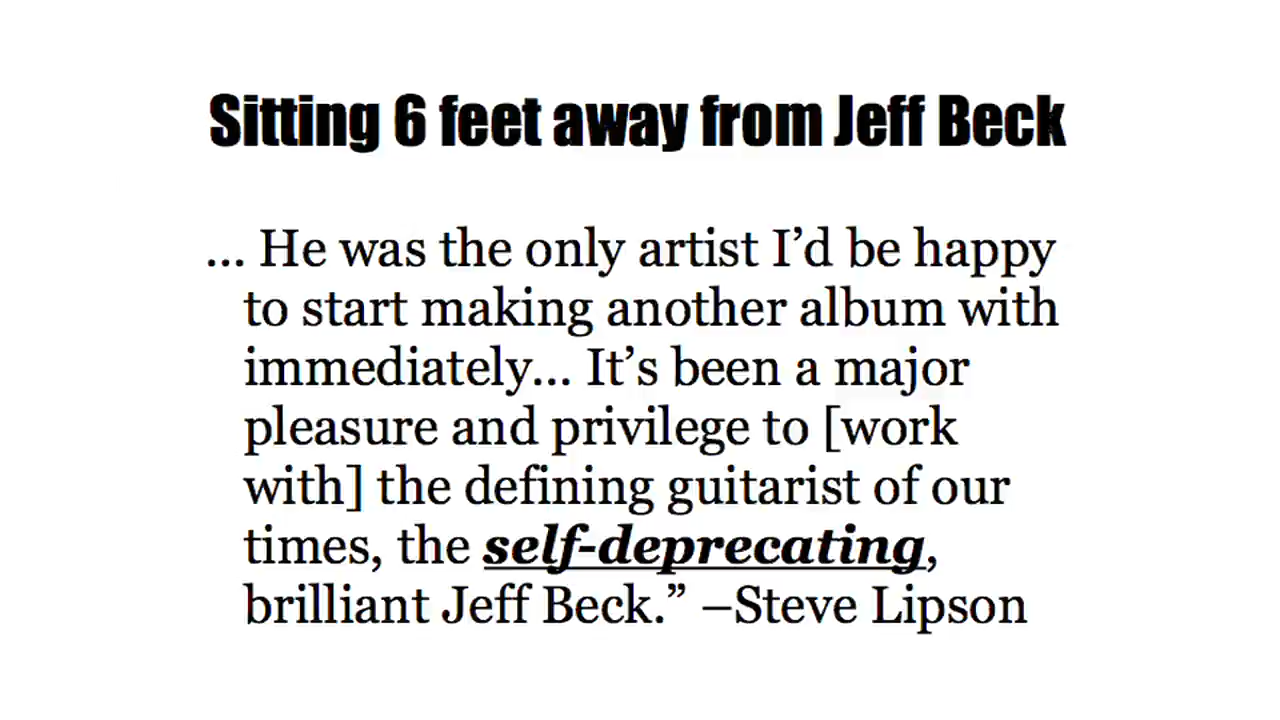 Sitting 6 feet away from Jeff Beck
... He was the only artist I’d be happy
to start making another album with
immediately... It’s been a major
pleasure and privilege to [work
with] the defining guitarist of our
times, the self-deprecating,
brilliant Jeff Beck.” –Steve Lipson